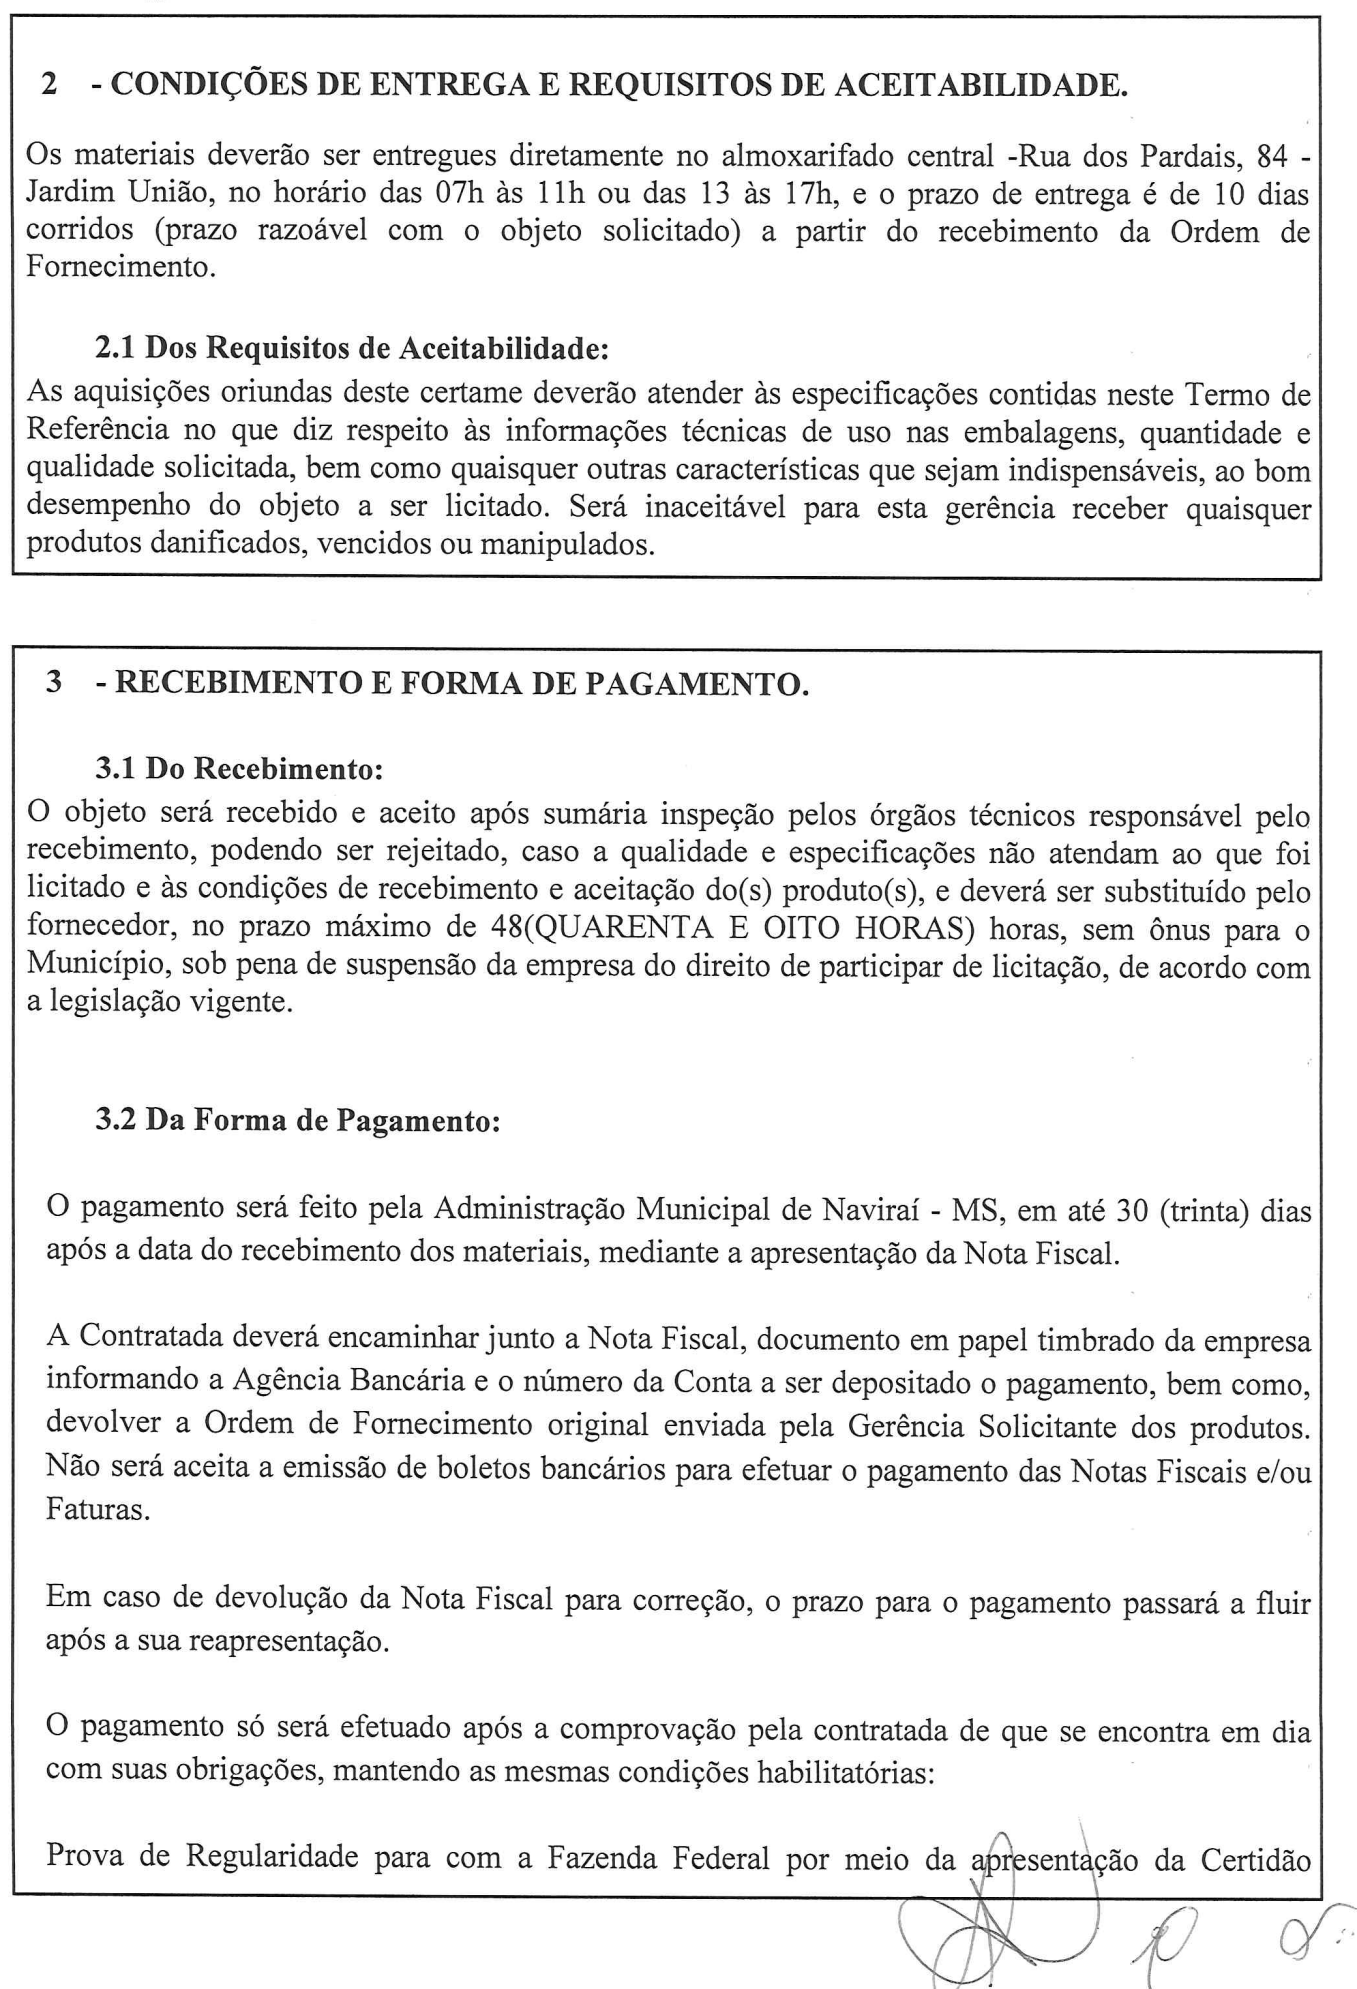 2 - CONDIÇÕES DE ENTREGA E REQUISITOS DE ACEITABILIDADE.
Os materiais deverão ser entregues diretamente no almoxarifado central -Rua dos Pardais, 84 -
Jardim União, no horário das 07h às 11h ou das 13 às 17h, e o prazo de entrega é de 10 dias
corridos (prazo razoável com o objeto solicitado) a partir do recebimento da Ordem de
Fornecimento.
2.1 Dos Requisitos de Aceitabilidade:
As aquisições oriundas deste certame deverão atender às especificações contidas neste Termo de
Referência no que diz respeito às informações técnicas de uso nas embalagens, quantidade e
qualidade solicitada, bem como quaisquer outras características que sejam indispensáveis, ao bom
desempenho do objeto a ser licitado. Será inaceitável para esta gerência receber quaisquer
produtos danificados, vencidos ou manipulados.
3 - RECEBIMENTO E FORMA DE PAGAMENTO.
3.1 Do Recebimento:
O objeto será recebido e aceito após sumária inspeção pelos órgãos técnicos responsável pelo
recebimento, podendo ser rejeitado, caso a qualidade e especificações não atendam ao que foi
licitado e às condições de recebimento e aceitação do(s) produto(s), e deverá ser substituído pelo
fornecedor, no prazo máximo de 48(QUARENTA E OITO HORAS) horas, sem ônus para o
Município, sob pena de suspensão da empresa do direito de participar de licitação, de acordo com
a legislação vigente.
3.2 Da Forma de Pagamento:
O pagamento será feito pela Administração Municipal de Naviraí - MS, em até 30 (trinta) dias
após a data do recebimento dos materiais, mediante a apresentação da Nota Fiscal.
A Contratada deverá encaminhar junto a Nota Fiscal, documento em papel timbrado da empresa
informando a Agência Bancária e o número da Conta a ser depositado o pagamento, bem como,
devolver a Ordem de Fornecimento original enviada pela Gerência Solicitante dos produtos.
Não será aceita a emissão de boletos bancários para efetuar o pagamento das Notas Fiscais e/ou
Faturas.
Em caso de devolução da Nota Fiscal para correção, o prazo para o pagamento passará a fluir
após a sua reapresentação.
O pagamento só será efetuado após a comprovação pela contratada de que se encontra em dia
com suas obrigações, mantendo as mesmas condições habilitatórias:
Prova de Regularidade para com a Fazenda Federal por meio da apresentação da Certidão